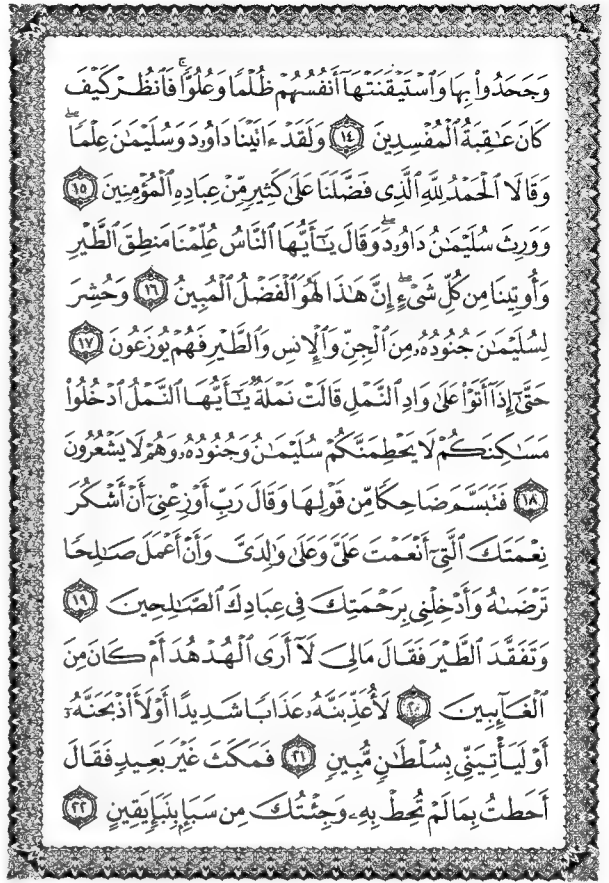 وَجَحَدُوا۟ بِهَا وَٱسْتَيْقَنَتْهَآ أَنفُسُهُمْ ظُلْمًا وَعُلُوًّا ۚ فَٱنظُرْ كَيْفَ
كَانَ عَـٰقِبَةُ ٱلْمُفْسِدِينَ ١٤ وَلَقَدْ ءَاتَيْنَا دَاوُۥدَ وَسُلَيْمَـٰنَ عِلْمًا ۖ
وَقَالَا ٱلْحَمْدُ لِلَّهِ ٱلَّذِى فَضَّلَنَا عَلَىٰ كَثِيرٍ مِّنْ عِبَادِهِ ٱلْمُؤْمِنِينَ ١٥
وَوَرِثَ سُلَيْمَـٰنُ دَاوُۥدَ ۖ وَقَالَ يَـٰٓأَيُّهَا ٱلنَّاسُ عُلِّمْنَا مَنطِقَ ٱلطَّيْرِ
وَأُوتِينَا مِن كُلِّ شَىْءٍ ۖ إِنَّ هَـٰذَا لَهُوَ ٱلْفَضْلُ ٱلْمُبِينُ ١٦ وَحُشِرَ
لِسُلَيْمَـٰنَ جُنُودُهُۥ مِنَ ٱلْجِنِّ وَٱلْإِنسِ وَٱلطَّيْرِ فَهُمْ يُوزَعُونَ ١٧
حَتَّىٰٓ إِذَآ أَتَوْا۟ عَلَىٰ وَادِ ٱلنَّمْلِ قَالَتْ نَمْلَةٌ يَـٰٓأَيُّهَا ٱلنَّمْلُ ٱدْخُلُوا۟
مَسَـٰكِنَكُمْ لَا يَحْطِمَنَّكُمْ سُلَيْمَـٰنُ وَجُنُودُهُۥ وَهُمْ لَا يَشْعُرُونَ
١٨ فَتَبَسَّمَ ضَاحِكًا مِّن قَوْلِهَا وَقَالَ رَبِّ أَوْزِعْنِىٓ أَنْ أَشْكُرَ
نِعْمَتَكَ ٱلَّتِىٓ أَنْعَمْتَ عَلَىَّ وَعَلَىٰ وَٰلِدَىَّ وَأَنْ أَعْمَلَ صَـٰلِحًا
تَرْضَىٰهُ وَأَدْخِلْنِى بِرَحْمَتِكَ فِى عِبَادِكَ ٱلصَّـٰلِحِينَ ١٩
وَتَفَقَّدَ ٱلطَّيْرَ فَقَالَ مَالِىَ لَآ أَرَى ٱلْهُدْهُدَ أَمْ كَانَ مِنَ
ٱلْغَآئِبِينَ ٢٠ لَأُعَذِّبَنَّهُۥ عَذَابًا شَدِيدًا أَوْ لَأَا۟ذْبَحَنَّهُۥٓ
أَوْ لَيَأْتِيَنِّى بِسُلْطَـٰنٍ مُّبِينٍ ٢١ فَمَكَثَ غَيْرَ بَعِيدٍ فَقَالَ
أَحَطتُ بِمَا لَمْ تُحِطْ بِهِۦ وَجِئْتُكَ مِن سَبَإٍۭ بِنَبَإٍ يَقِينٍ ٢٢